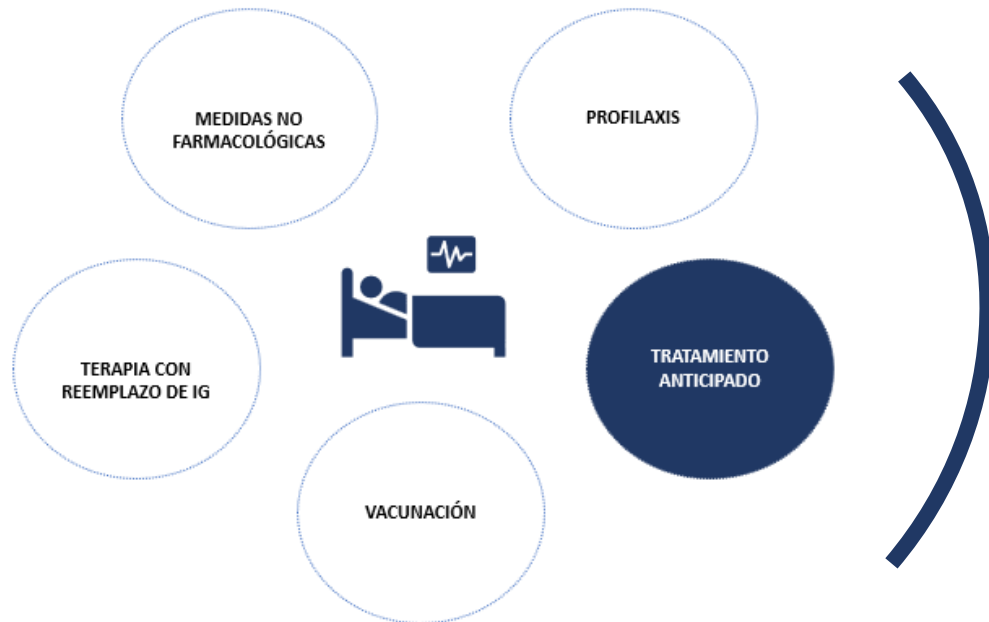 MEDIDAS NO
FARMACOLÓGICAS
PROFILAXIS
TERAPIA CON
REEMPLAZO DE IG
TRATAMIENTO
ANTICIPADO
VACUNACIÓN